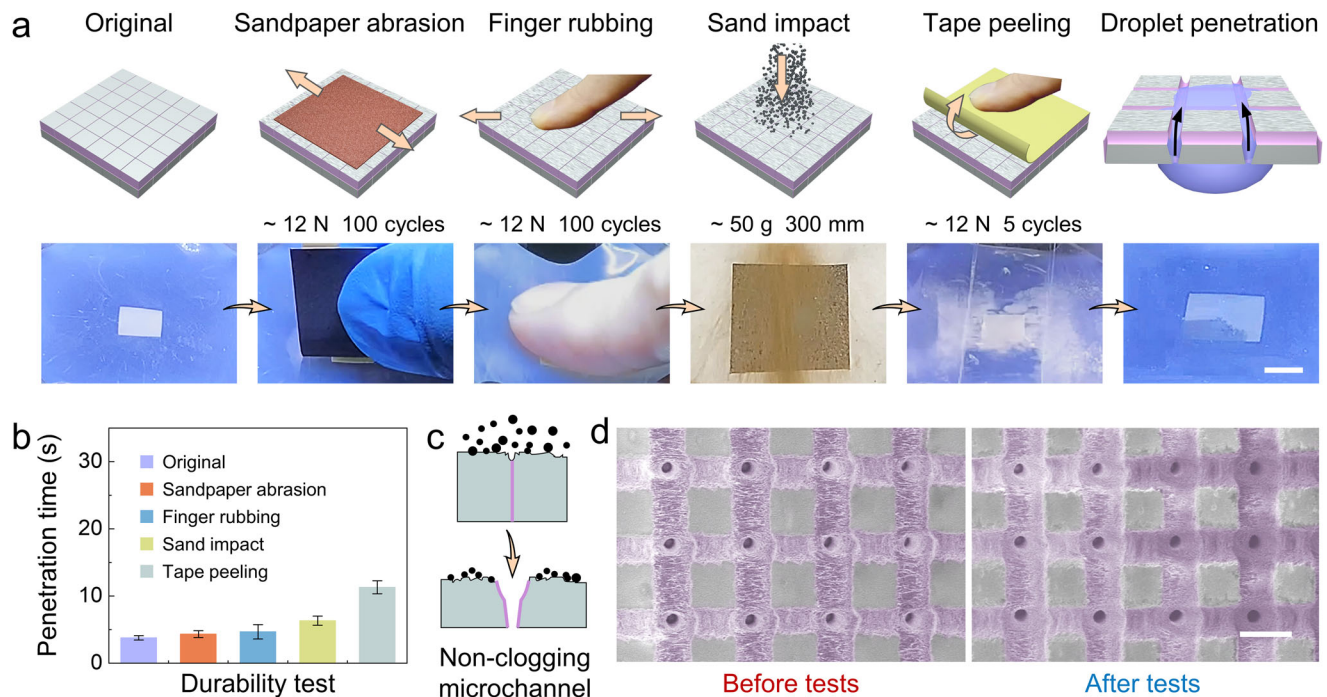 a
Original
Sandpaper abrasion
Finger rubbing
Sand impact
Tape peeling
Droplet penetration
~ 12 N 100 cycles
~ 12 N 100 cycles
~ 50 g 300 mm
~ 12 N 5 cycles
b
Penetration time (s)
30
20
10
0
Original
Sandpaper abrasion
Finger rubbing
Sand impact
Tape peeling
Durability test
c
Non-clogging
microchannel
d
Before tests
After tests